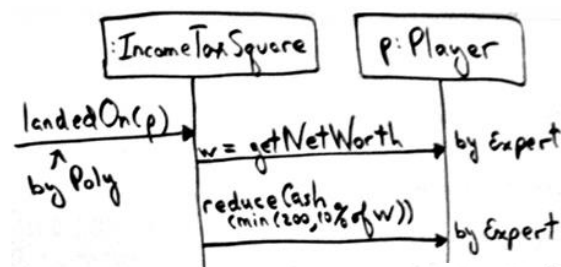 :IncomeTaxSquare
p: Player
landedOn(p)
by Poly
w = getNetWorth
by Expert
reduceCash
(min(200,10% of w))
by Expert